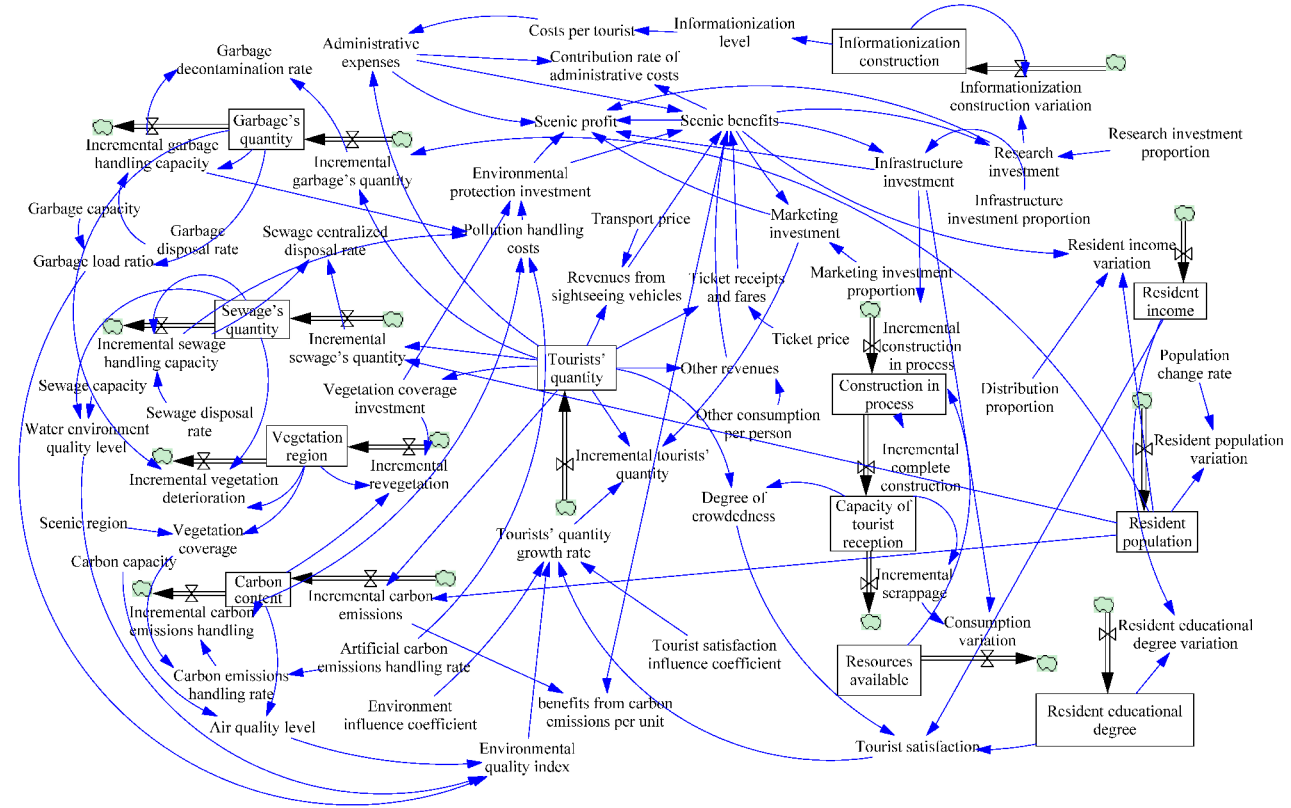 Costs per tourist
Informationization
level
Informationization
construction
Administrative
expenses
Garbage
decontamination rate
Contribution rate of
administrative costs
Informationization
construction variation
Garbage's
quantity
Scenic profit
Scenic benefits
Research investment
proportion
Incremental garbage
handling capacity
Incremental
garbage's quantity
Environmental
protection investment
Infrastructure
investment
Research
investment
Infrastructure
investment proportion
Garbage capacity
Garbage
disposal rate
Sewage centralized
disposal rate
Pollution handling
costs
Transport price
Marketing
investment
Garbage load ratio
Resident income
variation
Revenues from
sightseeing vehicles
Ticket receipts
and fares
Marketing investment
proportion
Resident
income
Sewage's
quantity
Incremental sewage
handling capacity
Incremental
sewage's quantity
Ticket price
Incremental
construction
in process
Tourists'
quantity
Other revenues
Population
change rate
Sewage capacity
Vegetation coverage
investment
Construction in
process
Distribution
proportion
Sewage disposal
rate
Other consumption
per person
Water environment
quality level
Vegetation
region
Resident population
variation
Incremental vegetation
deterioration
Incremental
revegetation
Incremental tourists'
quantity
Incremental
complete
construction
Degree of
crowdedness
Capacity of
tourist
reception
Scenic region
Vegetation
coverage
Tourists' quantity
growth rate
Resident
population
Carbon capacity
Carbon
content
Incremental carbon
emissions handling
Incremental carbon
emissions
Incremental
scrappage
Consumption
variation
Resident educational
degree variation
Artificial carbon
emissions handling rate
Tourist satisfaction
influence coefficient
Resources
available
Carbon emissions
handling rate
Environment
influence coefficient
benefits from carbon
emissions per unit
Resident educational
degree
Air quality level
Environmental
quality index
Tourist satisfaction